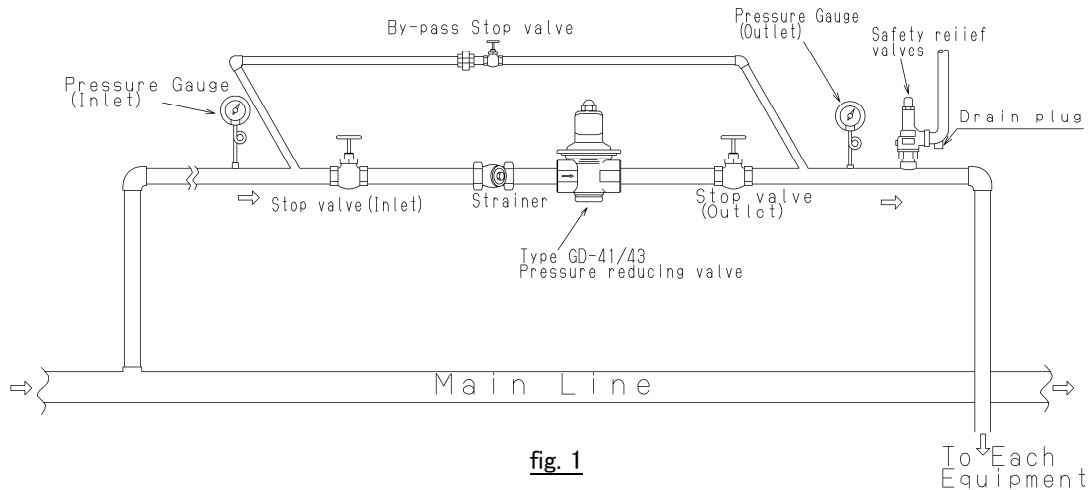 By-pass Stop valve
Pressure Gauge
(Outlet)
Safety reiief
valves
Pressure Gauge
(Inlet)
Drain plug
Stop valve(Inlet)
Strainer
Stop valve
(Outlct)
Type GD-41/43
Pressure reducing valve
Main Line
To Each
Equipment
fig. 1